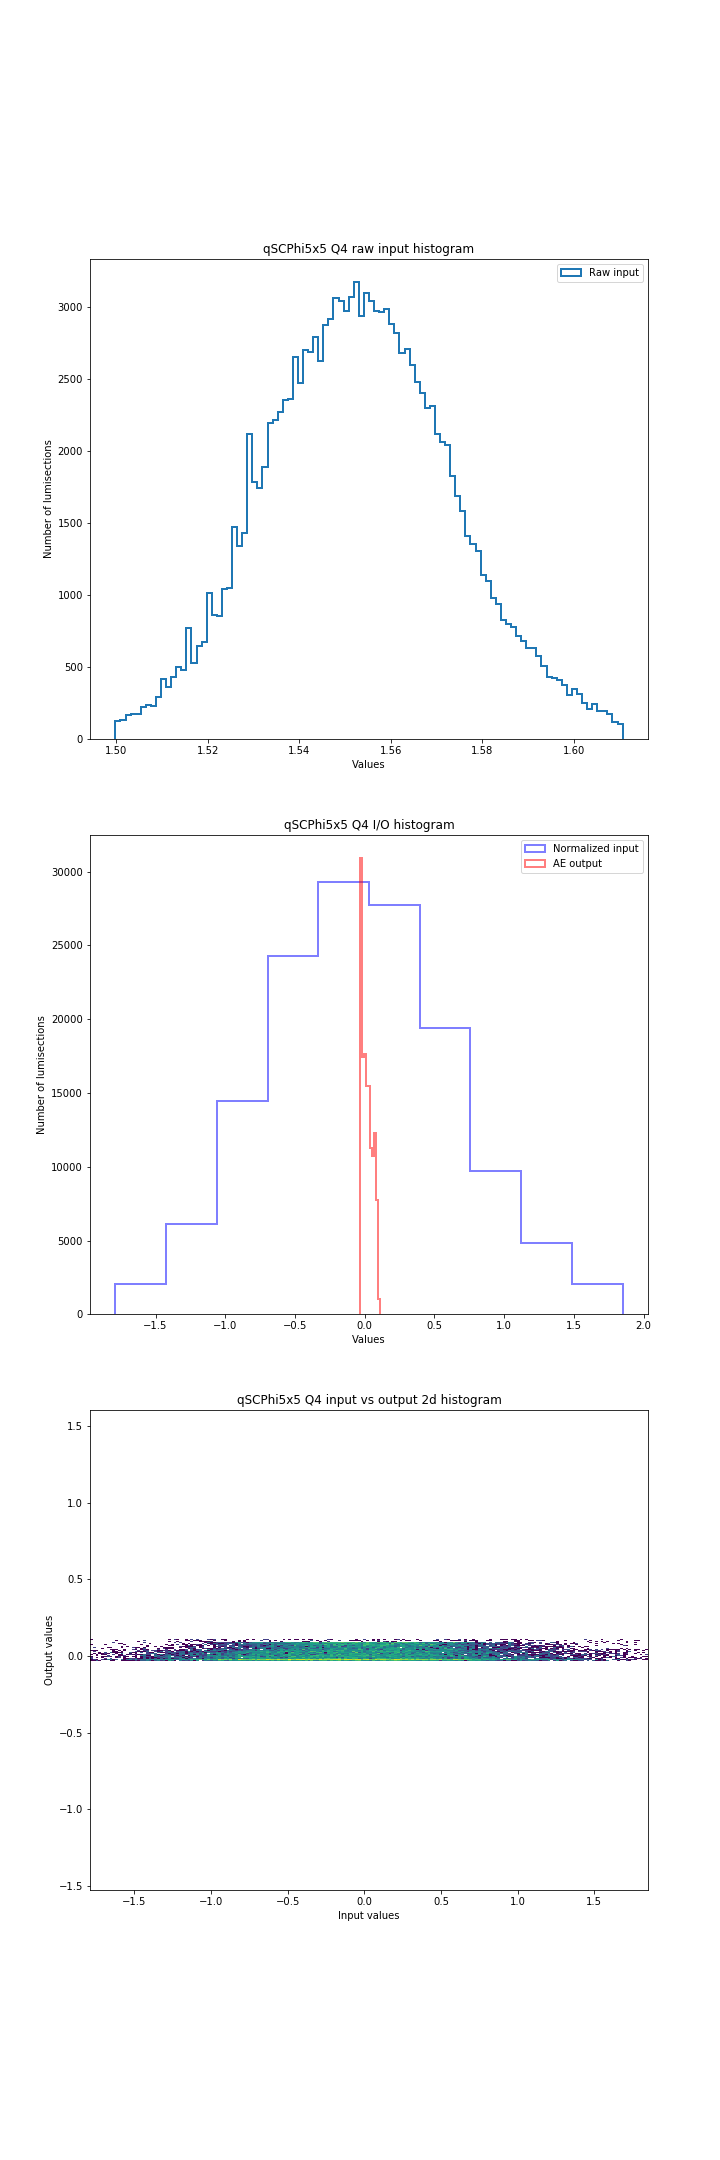 qSCPhi5x5 Q4 raw input histogram
Raw input
3000
2500
2000
1500
1000
500
0
Number of lumisections
1.50 1.52 1.54 1.56 1.58 1.60
Values
qSCPhi5x5 Q4 I/O histogram
Normalized input
AE output
30000
25000
20000
15000
10000
5000
0
Number of lumisections
−1.5 −1.0 −0.5 0.0 0.5 1.0 1.5 2.0
Values
qSCPhi5x5 Q4 input vs output 2d histogram
1.5
1.0
0.5
0.0
−0.5
−1.0
−1.5
Output values
−1.5 −1.0 −0.5 0.0 0.5 1.0 1.5
Input values